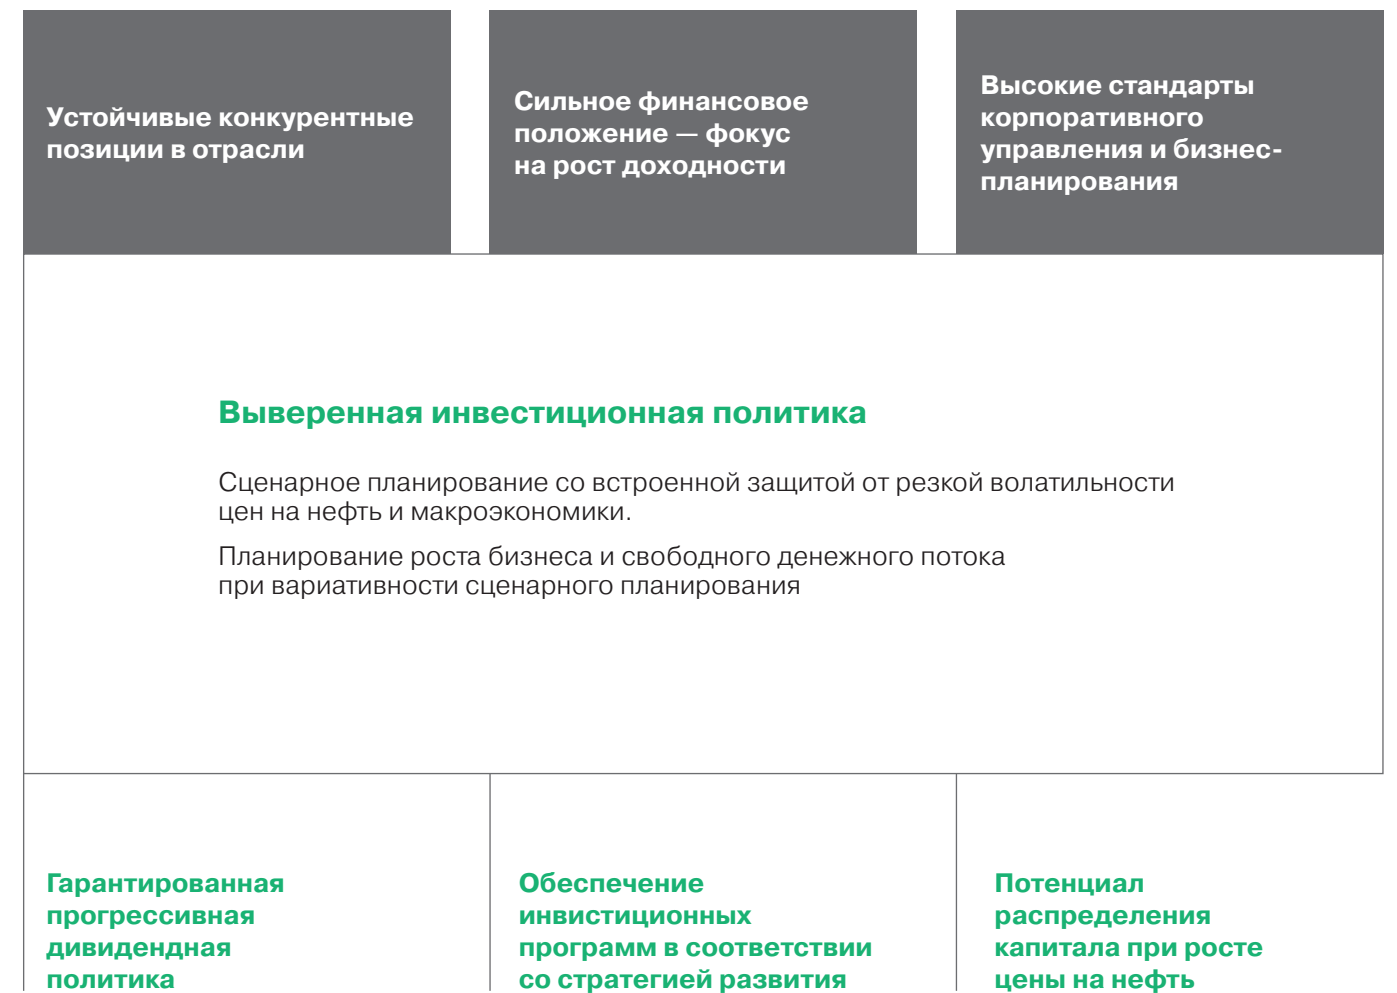 Устойчивые конкурентные
позиции в отрасли
Сильное финансовое
положение — фокус
на рост доходности
Высокие стандарты
корпоративного
управления и бизнес-
планирования
Выверенная инвестиционная политика
Сценарное планирование со встроенной защитой от резкой волатильности
цен на нефть и макроэкономики.
Планирование роста бизнеса и свободного денежного потока
при вариативности сценарного планирования
Гарантированная
прогрессивная
дивидендная
политика
Обеспечение
инвистиционных
программ в соответствии
со стратегией развития
Потенциал
распределения
капитала при росте
цены на нефть